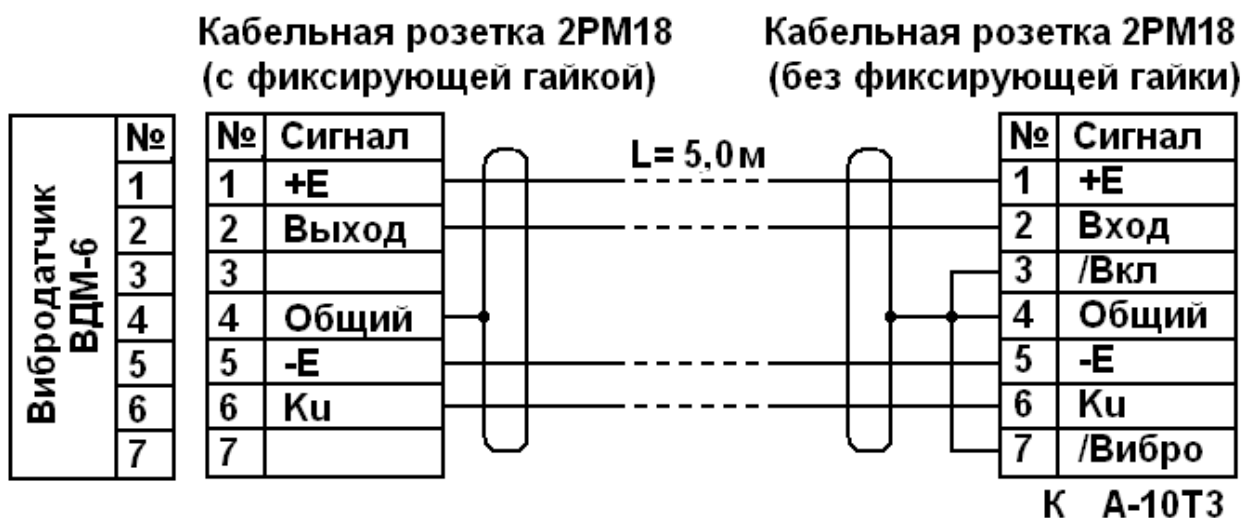 Кабельная розетка 2РМ18
(с фиксирующей гайкой)
Кабельная розетка 2РМ18
(без фиксирующей гайки)
Вибродатчик
ВДМ-6
№
1
2
3
4
5
6
7
№ Сигнал
1 +Е
2 Выход
3
4 Общий
5 -Е
6 Ku
7
L= 5,0 м
№ Сигнал
1 +Е
2 Вход
3 /Вкл
4 Общий
5 -Е
6 Ku
7 /Вибро
К А-10Т3